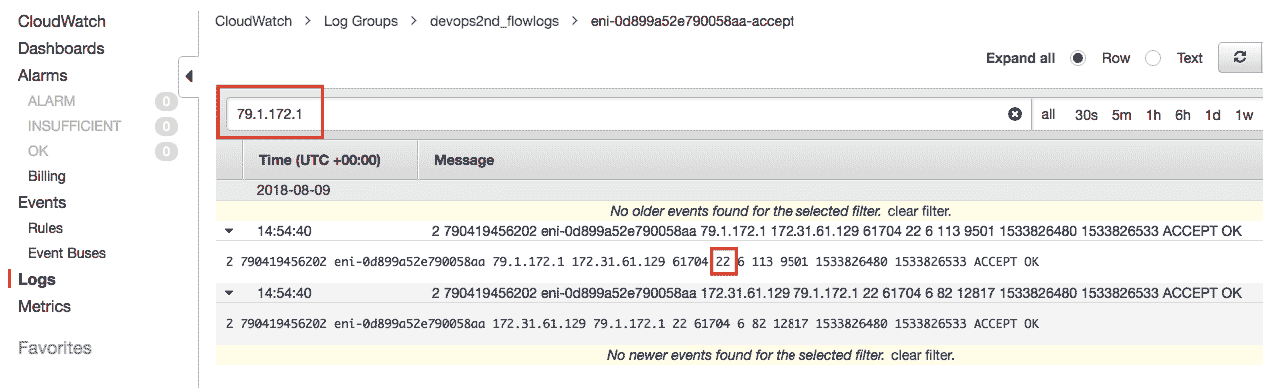 CloudWatch
Dashboards
Alarms
ALARM 0
INSUFFICIENT 0
OK 0
Billing
Events
Rules
Event Buses
Logs
Metrics
Favorites
CloudWatch > Log Groups > devops2nd_flowlogs > eni-0d899a52e790058aa-accept
Expand all Row Text
79.1.172.1 all 30s 5m 1h 6h 1d 1w
Time (UTC +00:00) Message
2018-08-09
No older events found for the selected filter. clear filter.
14:54:40 2 790419456202 eni-0d899a52e790058aa 79.1.172.1 172.31.61.129 61704 22 6 113 9501 1533826480 1533826533 ACCEPT OK
2 790419456202 eni-0d899a52e790058aa 79.1.172.1 172.31.61.129 61704 22 6 113 9501 1533826480 1533826533 ACCEPT OK
14:54:40 2 790419456202 eni-0d899a52e790058aa 172.31.61.129 79.1.172.1 22 61704 6 82 12817 1533826480 1533826533 ACCEPT OK
2 790419456202 eni-0d899a52e790058aa 172.31.61.129 79.1.172.1 22 61704 6 82 12817 1533826480 1533826533 ACCEPT OK
No newer events found for the selected filter. clear filter.